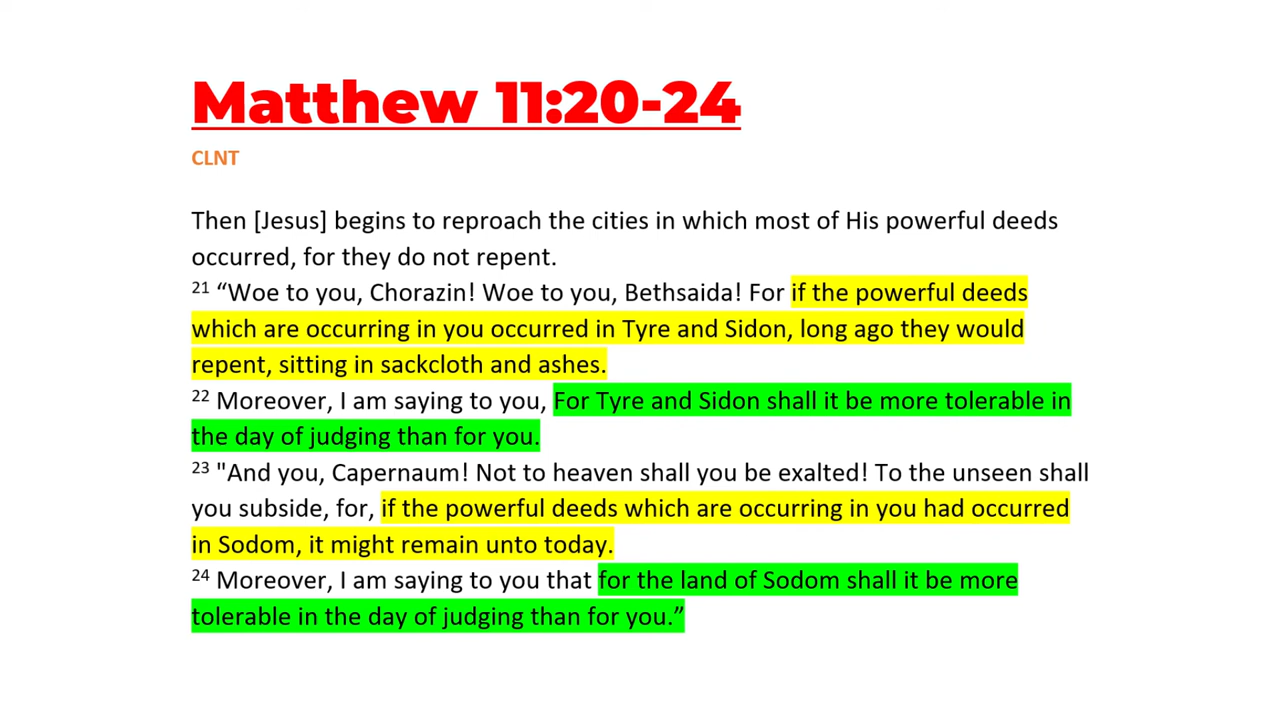 Matthew 11:20-24
CLNT
Then [Jesus] begins to reproach the cities in which most of His powerful deeds
occurred, for they do not repent.
21 “Woe to you, Chorazin! Woe to you, Bethsaida! For if the powerful deeds
which are occurring in you occurred in Tyre and Sidon, long ago they would
repent, sitting in sackcloth and ashes.
22 Moreover, I am saying to you, For Tyre and Sidon shall it be more tolerable in
the day of judging than for you.
23 "And you, Capernaum! Not to heaven shall you be exalted! To the unseen shall
you subside, for, if the powerful deeds which are occurring in you had occurred
in Sodom, it might remain unto today.
24 Moreover, I am saying to you that for the land of Sodom shall it be more
tolerable in the day of judging than for you.”